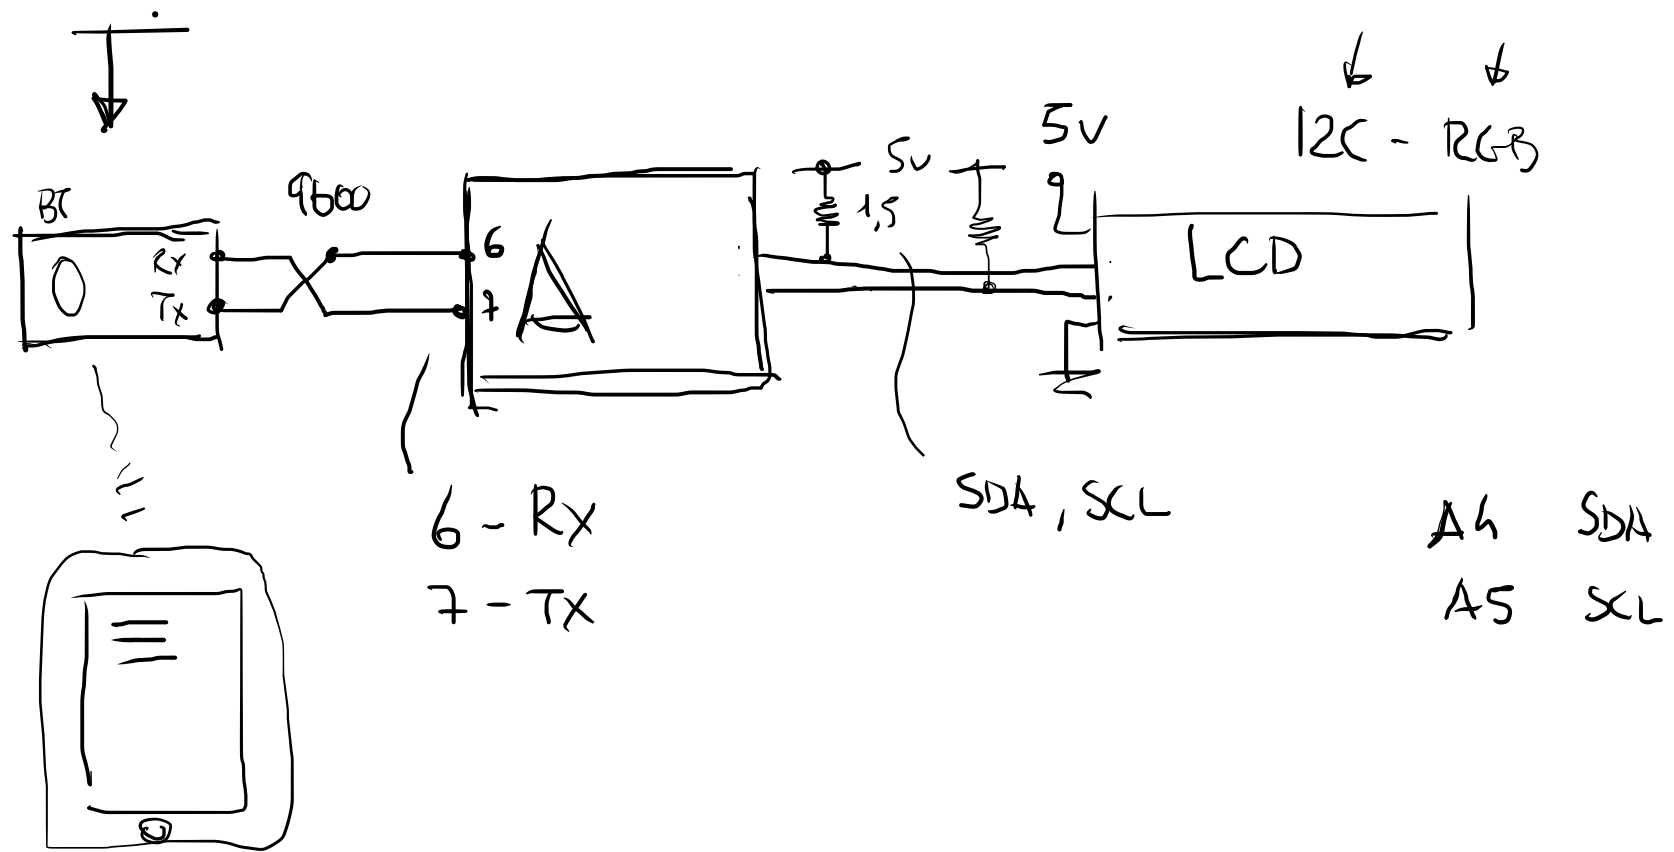 I2C - RGB
5v
5v
BT
9600
1,5
Rx
Tx
6
7
A
LCD
SDA, SCL
6 - Rx
7 - Tx
A4 SDA
A5 SCL